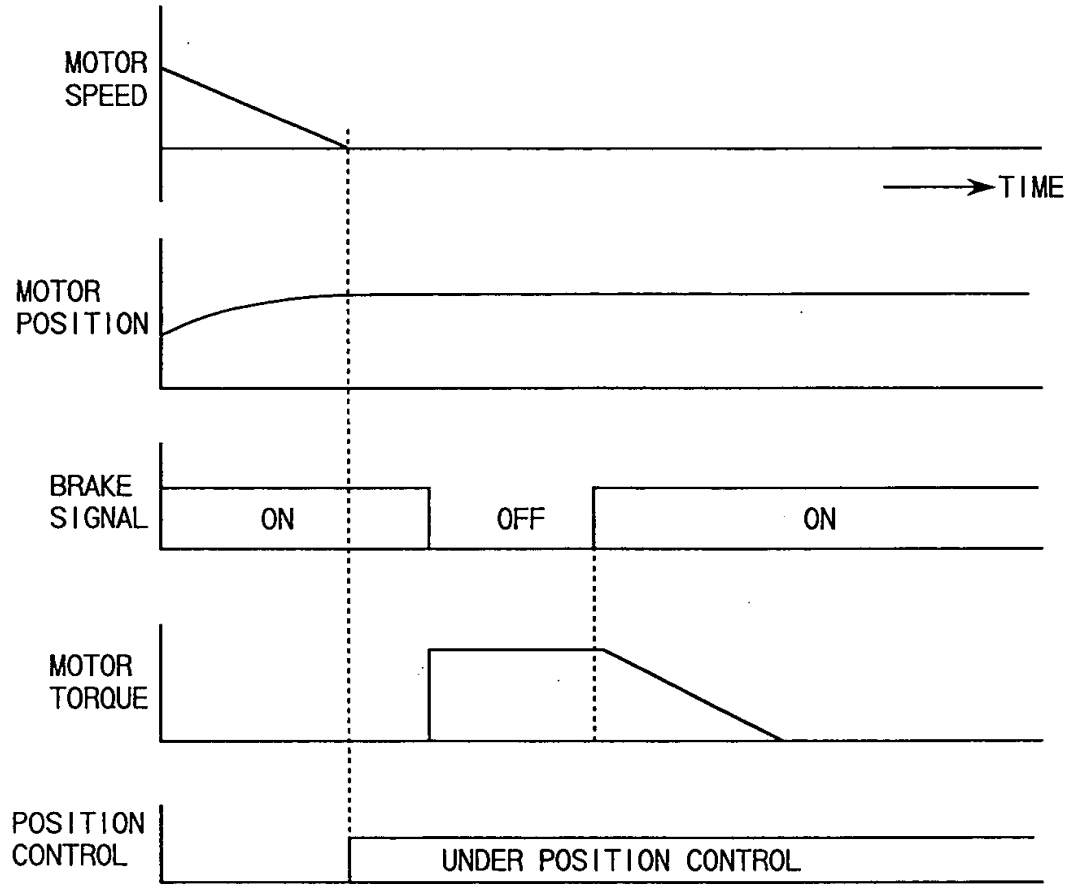 MOTOR
SPEED
TIME
MOTOR
POSITION
BRAKE
SIGNAL
ON
OFF
ON
MOTOR
TORQUE
POSITION
CONTROL
UNDER POSITION CONTROL